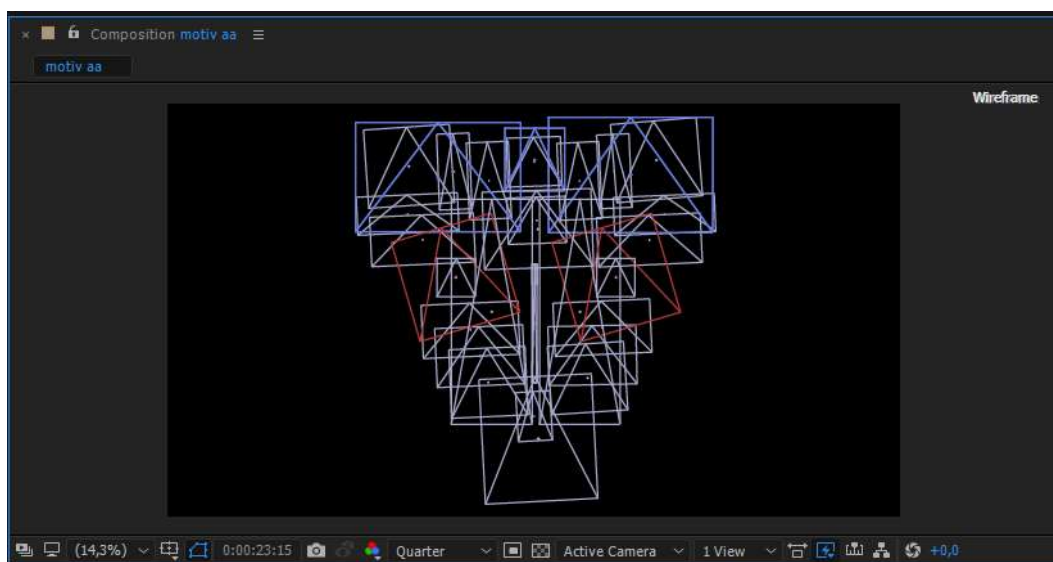 Composition motiv aa
motiv aa
Wireframe
(14,3%) 0:00:23:15 Quarter Active Camera 1 View +0,0